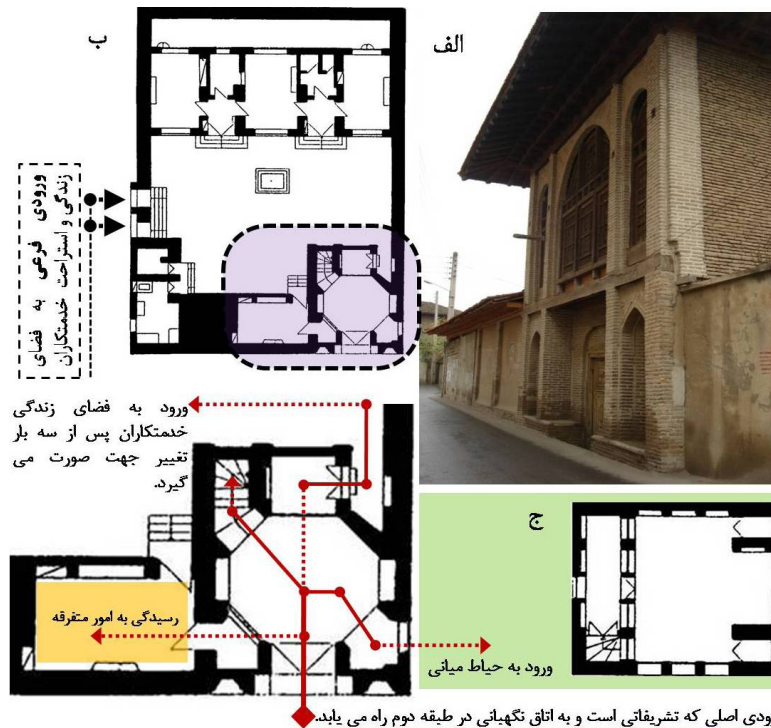 الف
ب
ورودی فرعی به فضای
زندگی و استراحت خدمتکاران
ورود به فضای زندگی
خدمتکاران پس از سه بار
تغییر جهت صورت می
گیرد.
ج
رسیدگی به امور متفرقه
ورود به حیاط میانی
ورودی اصلی که تشریفاتی است و به اتاق نگهبانی در طبقه دوم راه می یابد.